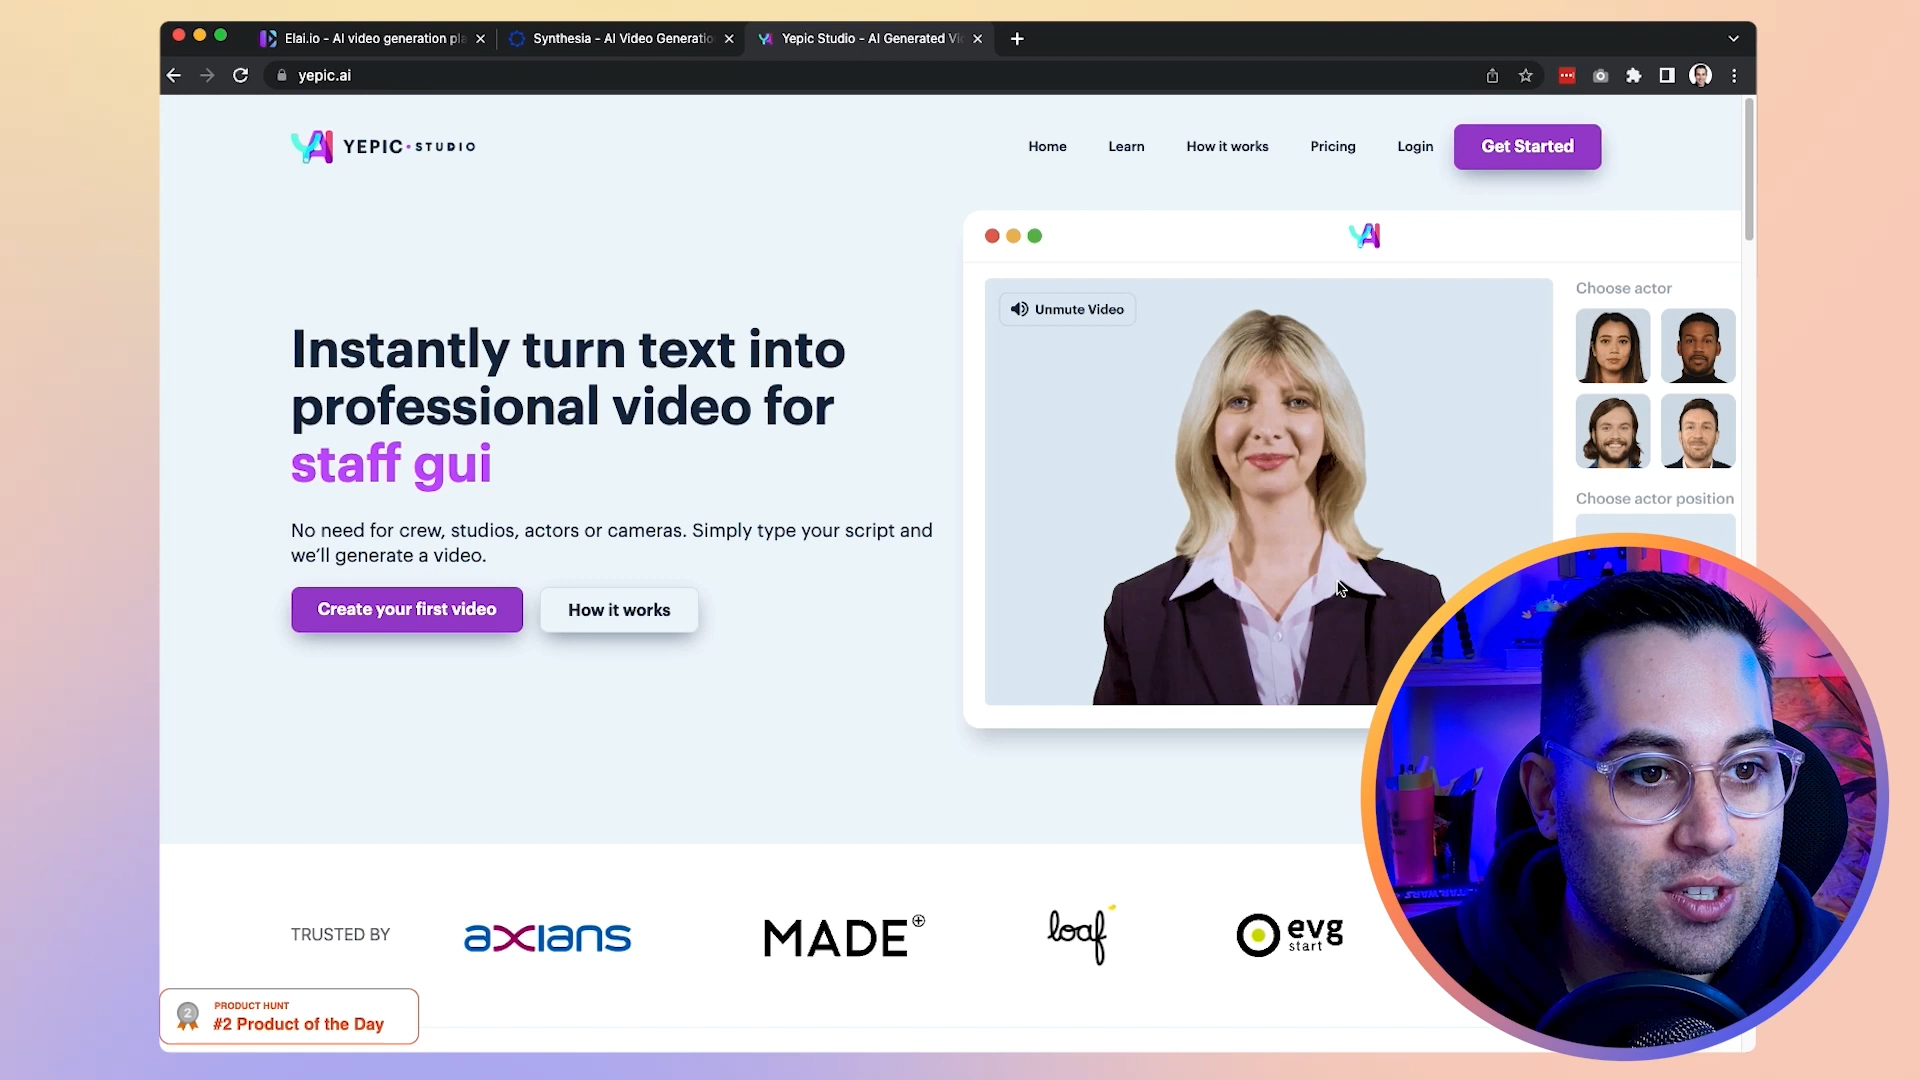 Elai.io - AI video generation pla
Synthesia - AI Video Generatio
Yepic Studio - AI Generated Vi
yepic.ai
YEPIC·STUDIO
Home
Learn
How it works
Pricing
Login
Get Started
Instantly turn text into
professional video for
staff gui
No need for crew, studios, actors or cameras. Simply type your script and
we'll generate a video.
Create your first video
How it works
Unmute Video
Choose actor
Choose actor position
TRUSTED BY
axians
MADE
loaf
evg
start
2
PRODUCT HUNT
#2 Product of the Day
STAR WARS